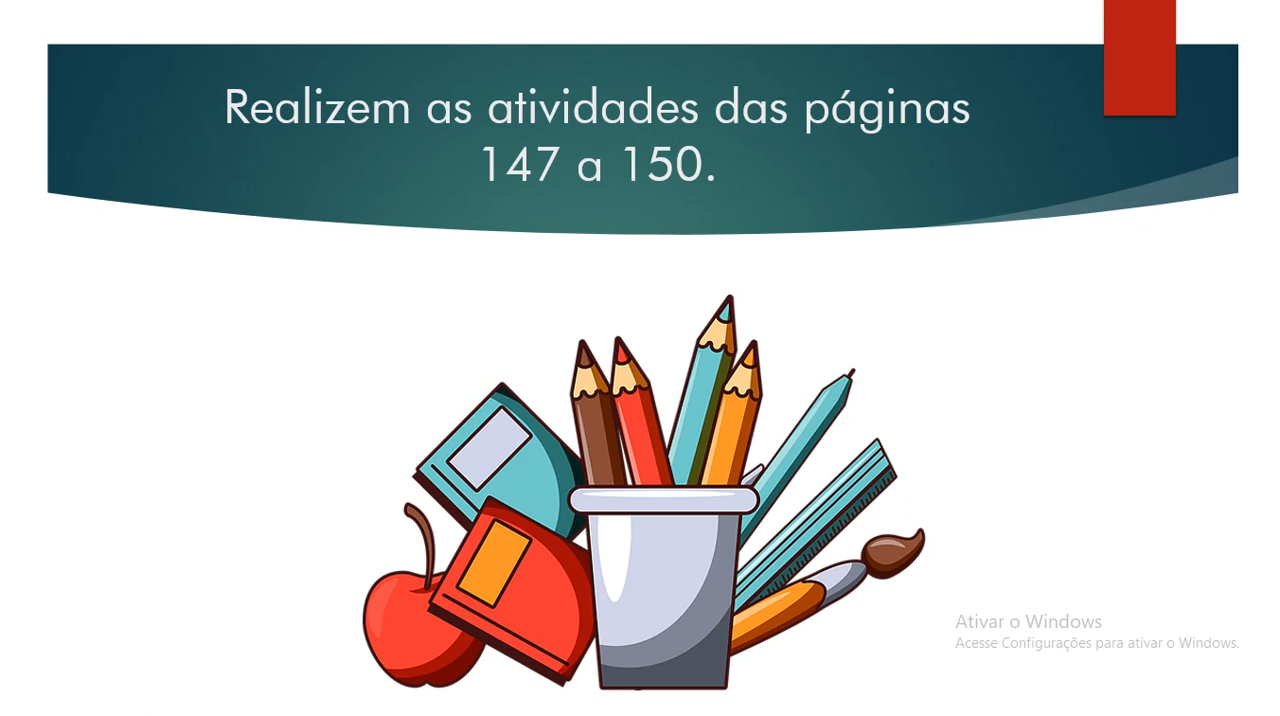 Realizem as atividades das páginas
147 a 150.
Ativar o Windows
Acesse Configurações para ativar o Windows.